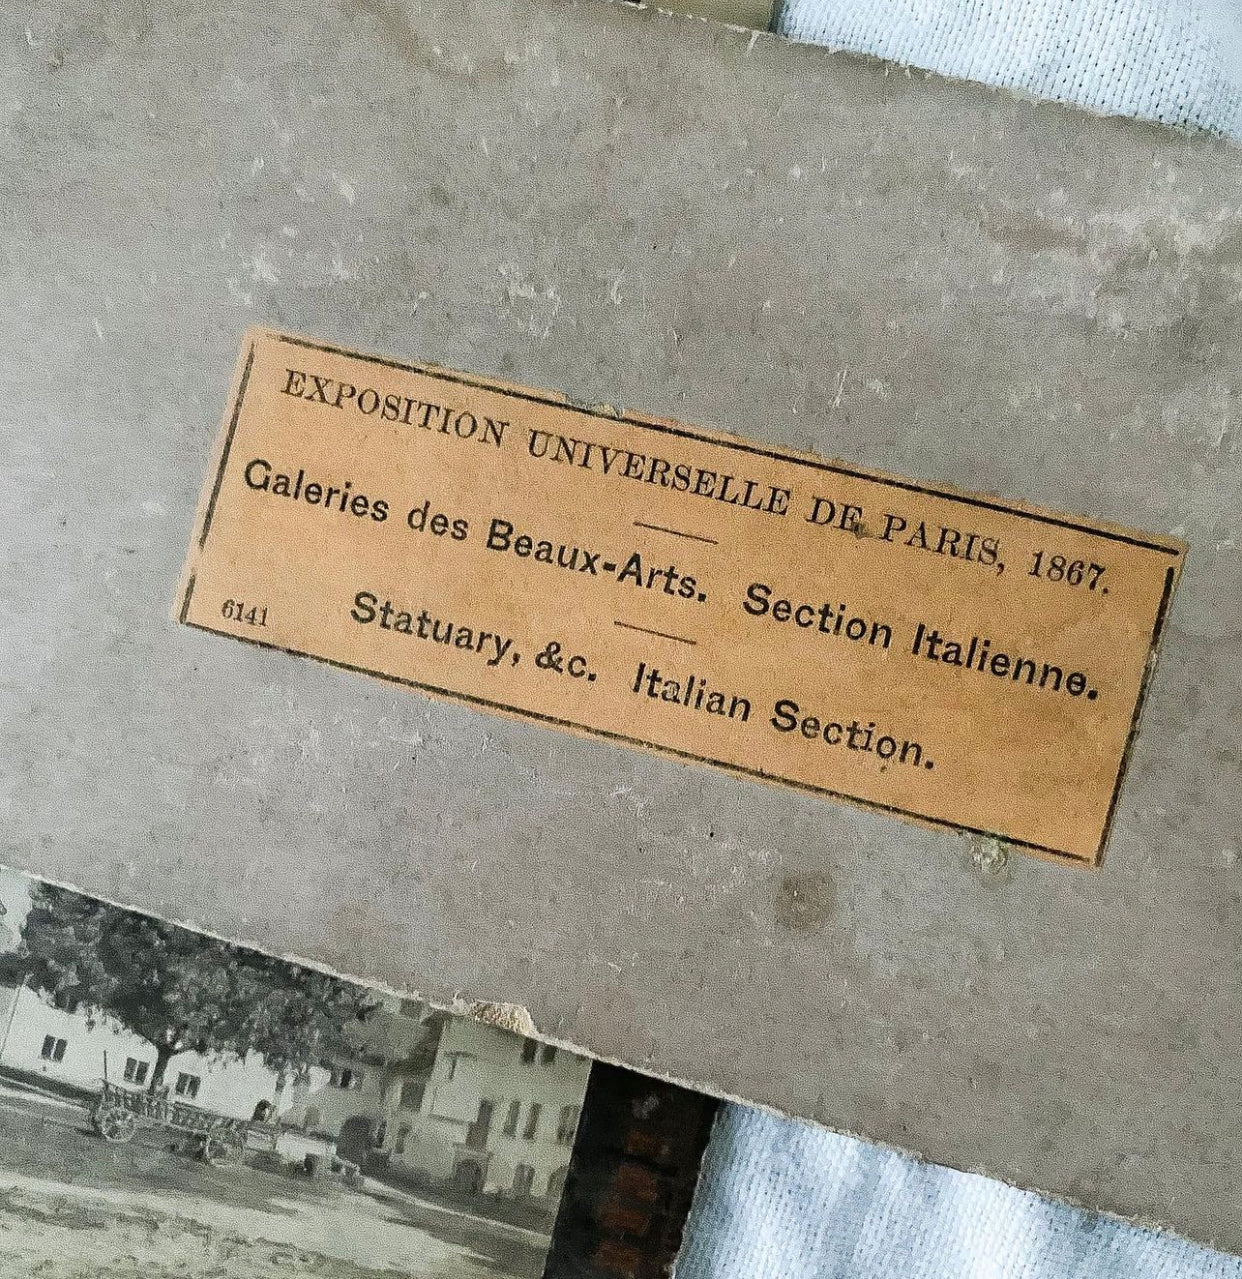 EXPOSITION UNIVERSELLE DE PARIS, 1867.
Galeries des Beaux-Arts. Section Italienne.
Statuary, &c. Italian Section.
6141